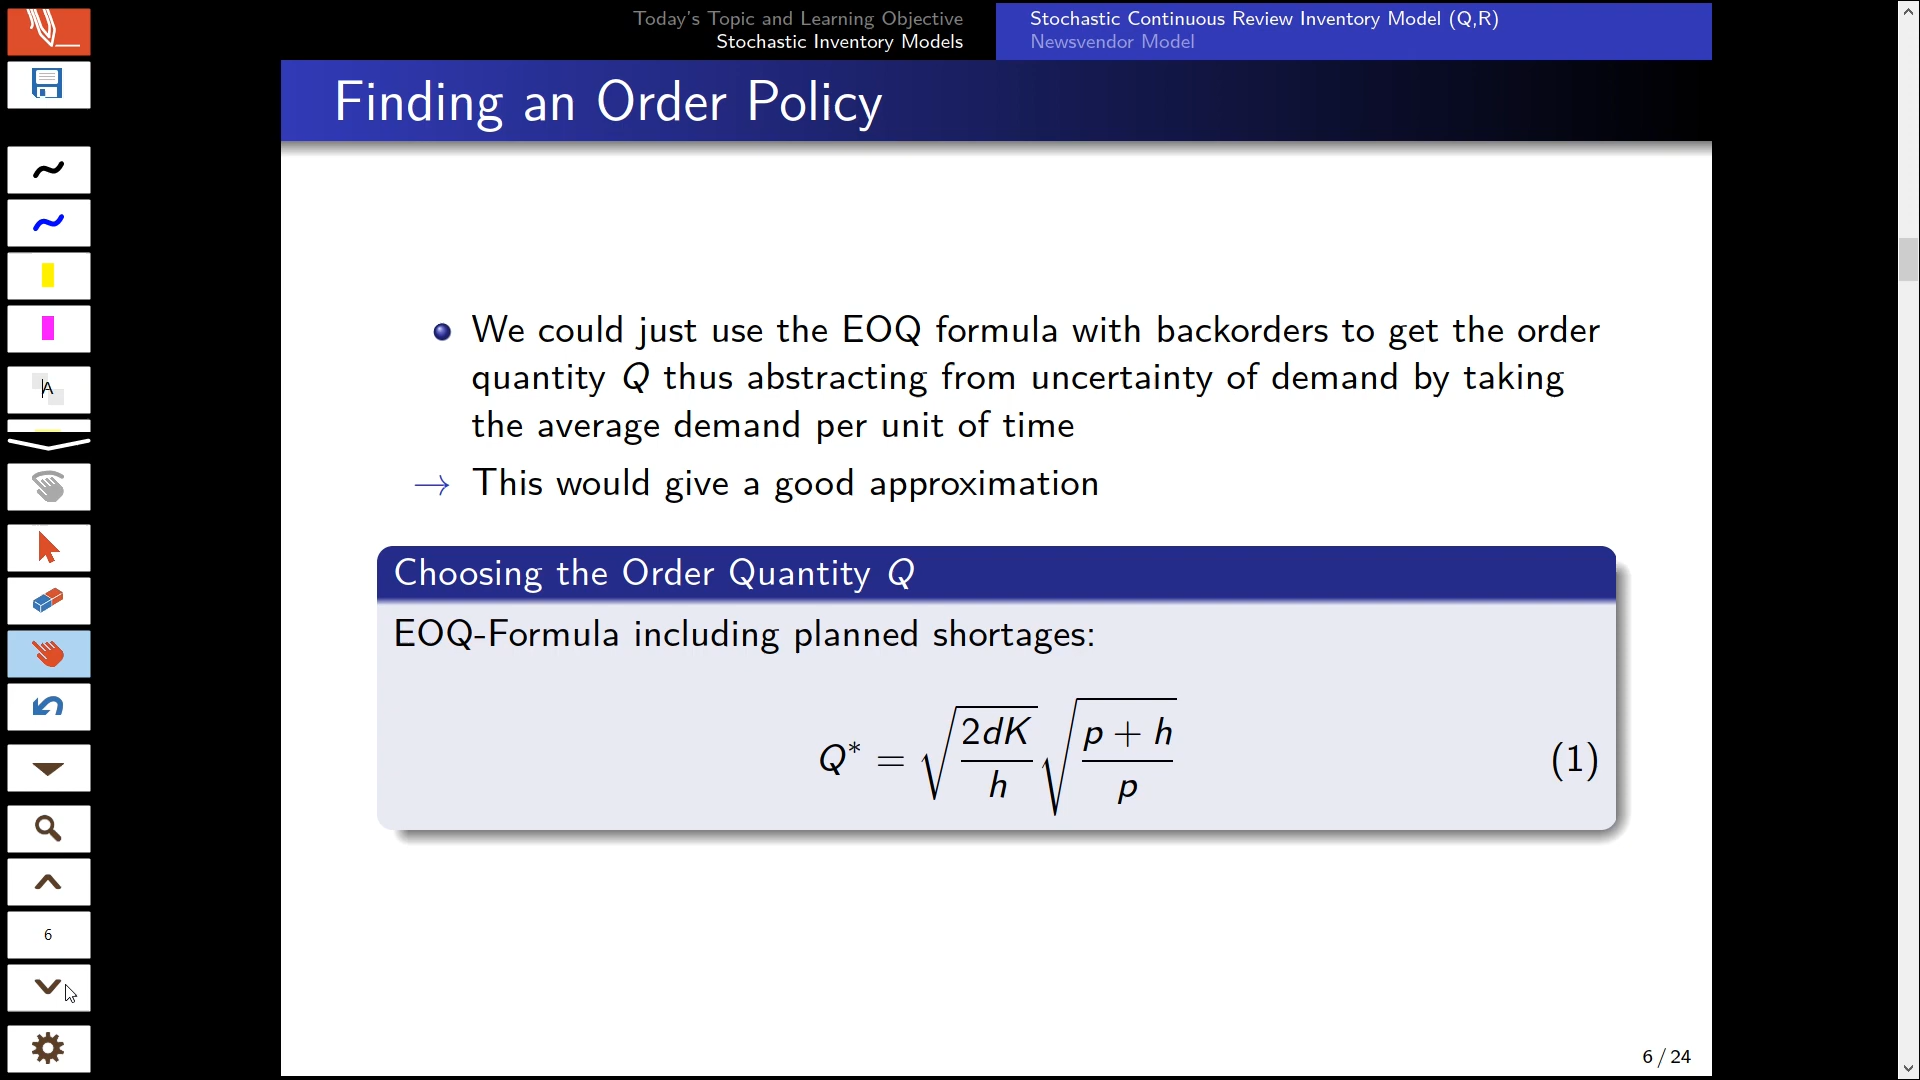 Today's Topic and Learning Objective
Stochastic Inventory Models
Stochastic Continuous Review Inventory Model (Q,R)
Newsvendor Model
Finding an Order Policy
We could just use the EOQ formula with backorders to get the order
quantity Q thus abstracting from uncertainty of demand by taking
the average demand per unit of time
→ This would give a good approximation
Choosing the Order Quantity Q
EOQ-Formula including planned shortages:
Q* = √(2dK/h) √((p + h)/p) (1)
A
6
6 / 24